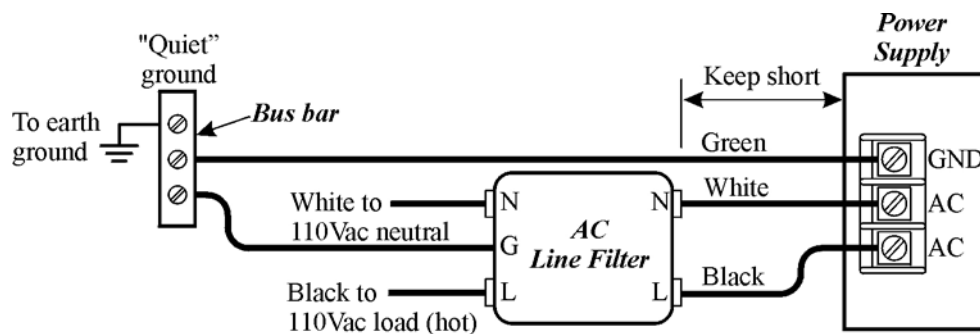 Power
Supply
"Quiet”
ground
Keep short
To earth
ground
Bus bar
Green
GND
White to
110Vac neutral
N
N
White
AC
G
AC
Line Filter
AC
Black to
110Vac load (hot)
L
L
Black